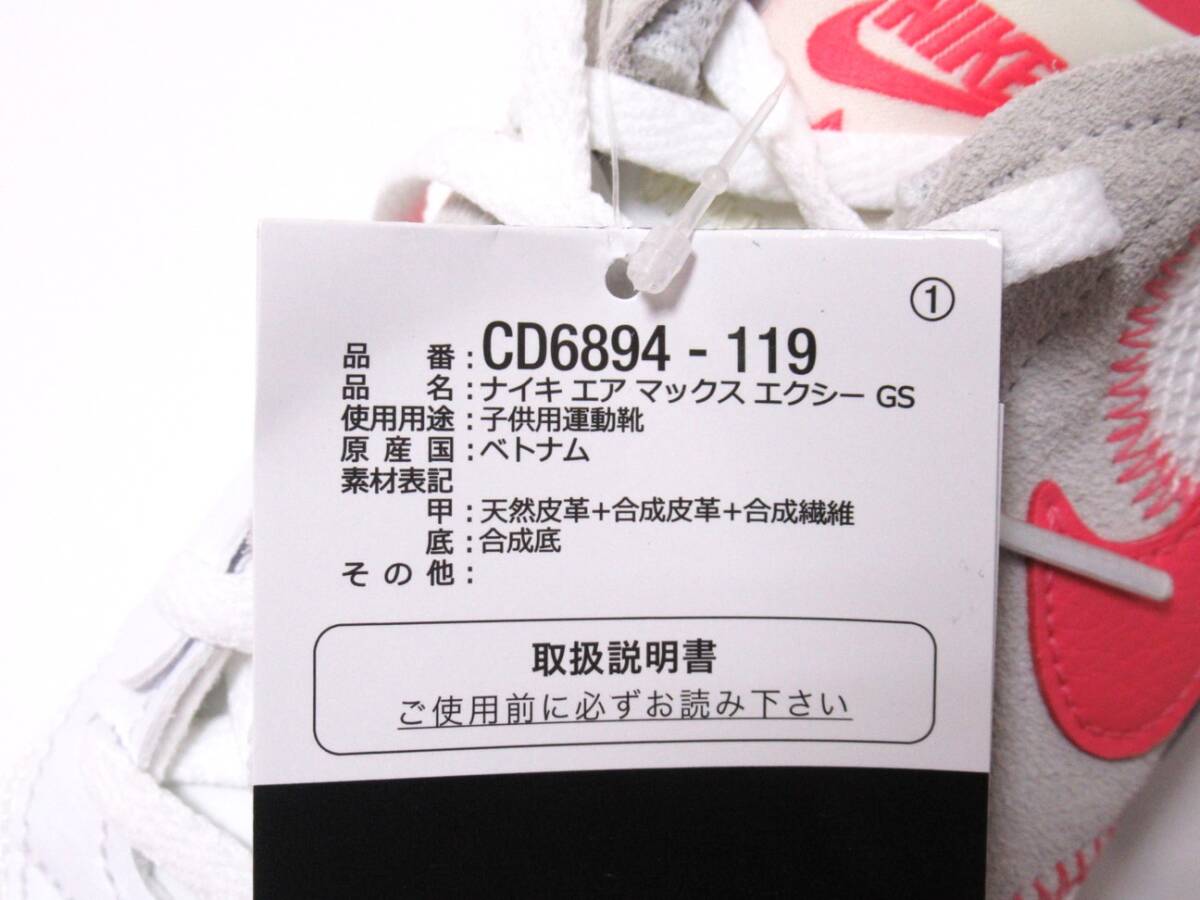 NIKE
①
品　番：CD6894 - 119
品　名：ナイキ エア マックス エクシー GS
使用用途：子供用運動靴
原産国：ベトナム
素材表記
甲：天然皮革+合成皮革+合成繊維
底：合成底
その他：
取扱説明書
ご使用前に必ずお読み下さい